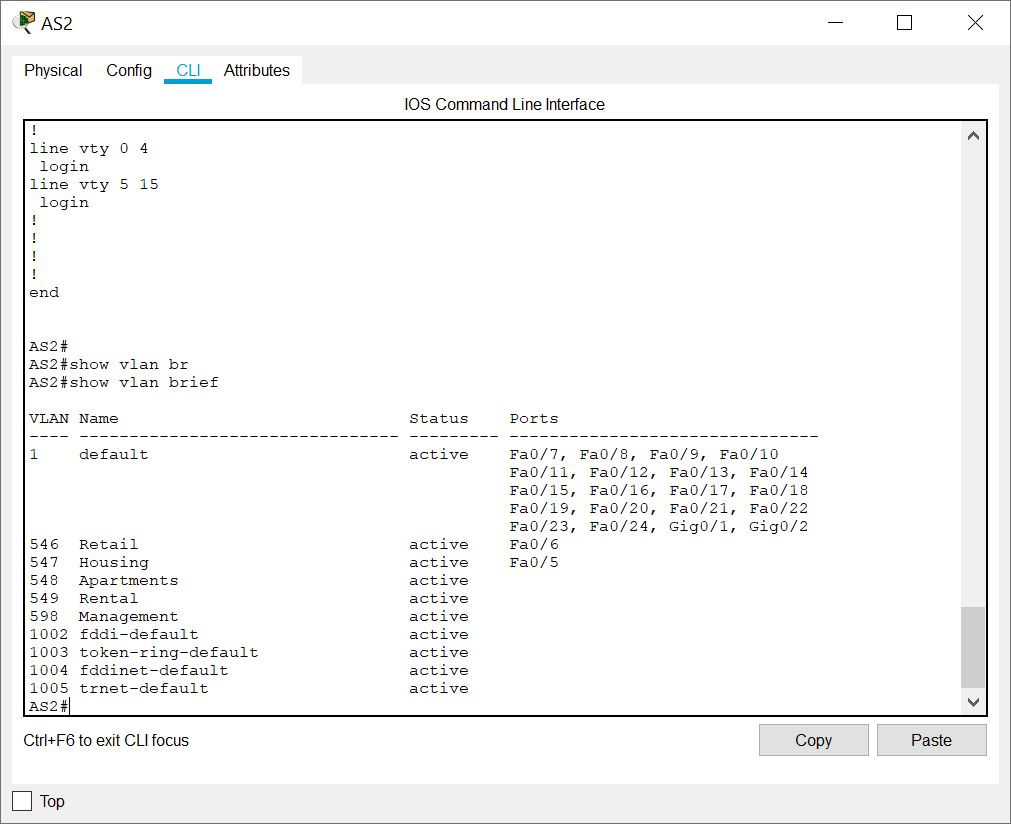 AS2
Physical Config CLI Attributes
IOS Command Line Interface
!
line vty 0 4
 login
line vty 5 15
 login
!
!
!
!
end
AS2#
AS2#show vlan br
AS2#show vlan brief
VLAN Name                             Status    Ports
---- -------------------------------- --------- -------------------------------
1    default                          active    Fa0/7, Fa0/8, Fa0/9, Fa0/10
                                                Fa0/11, Fa0/12, Fa0/13, Fa0/14
                                                Fa0/15, Fa0/16, Fa0/17, Fa0/18
                                                Fa0/19, Fa0/20, Fa0/21, Fa0/22
                                                Fa0/23, Fa0/24, Gig0/1, Gig0/2
546  Retail                           active    Fa0/6
547  Housing                          active    Fa0/5
548  Apartments                       active
549  Rental                           active
598  Management                       active
1002 fddi-default                     active
1003 token-ring-default               active
1004 fddinet-default                  active
1005 trnet-default                    active
AS2#
Ctrl+F6 to exit CLI focus
Copy Paste
Top